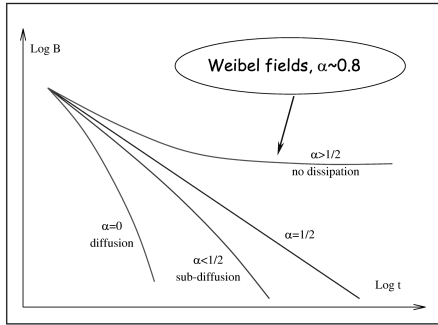 Log B
Weibel fields, α~0.8
α>1/2
no dissipation
α=0
diffusion
α<1/2
sub-diffusion
α=1/2
Log t